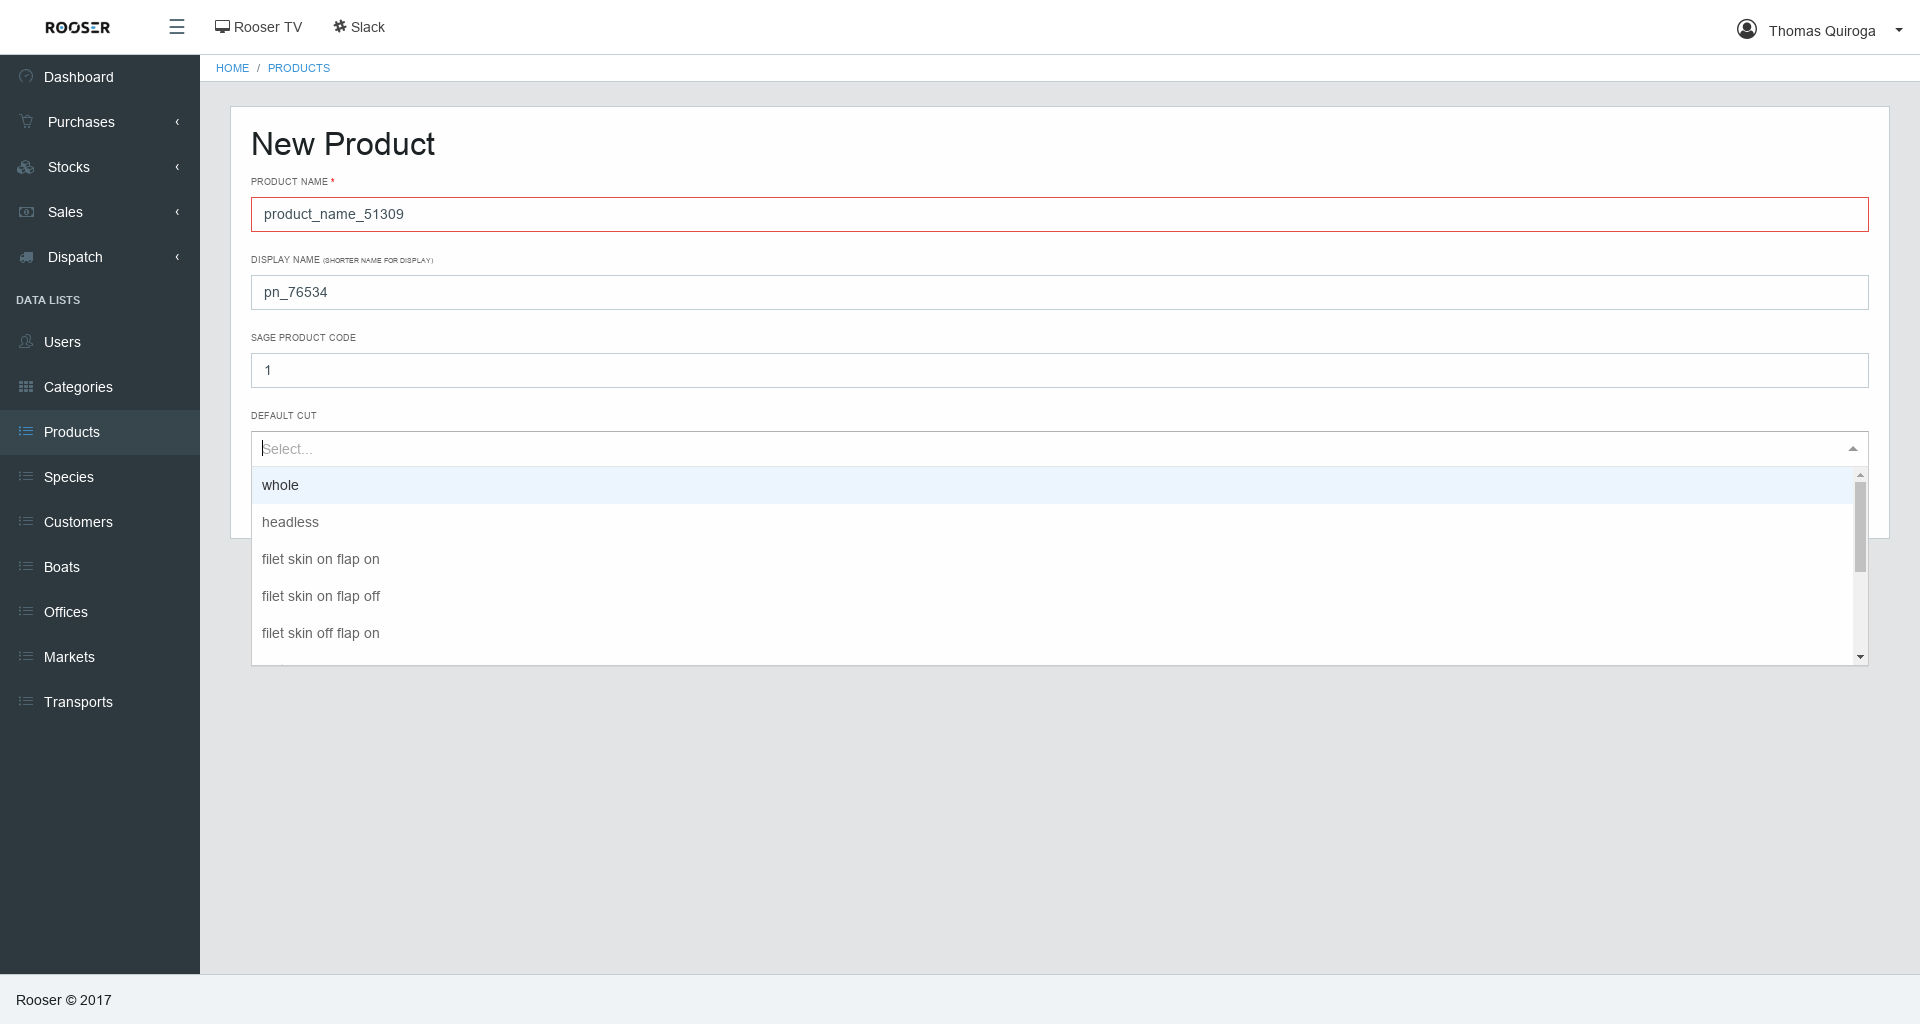 ROOSER
☰
Rooser TV
Slack
Thomas Quiroga
HOME / PRODUCTS
Dashboard
Purchases
Stocks
Sales
Dispatch
DATA LISTS
Users
Categories
Products
Species
Customers
Boats
Offices
Markets
Transports
New Product
PRODUCT NAME *
product_name_51309
DISPLAY NAME (SHORTER NAME FOR DISPLAY)
pn_76534
SAGE PRODUCT CODE
1
DEFAULT CUT
Select...
whole
headless
filet skin on flap on
filet skin on flap off
filet skin off flap on
Rooser © 2017